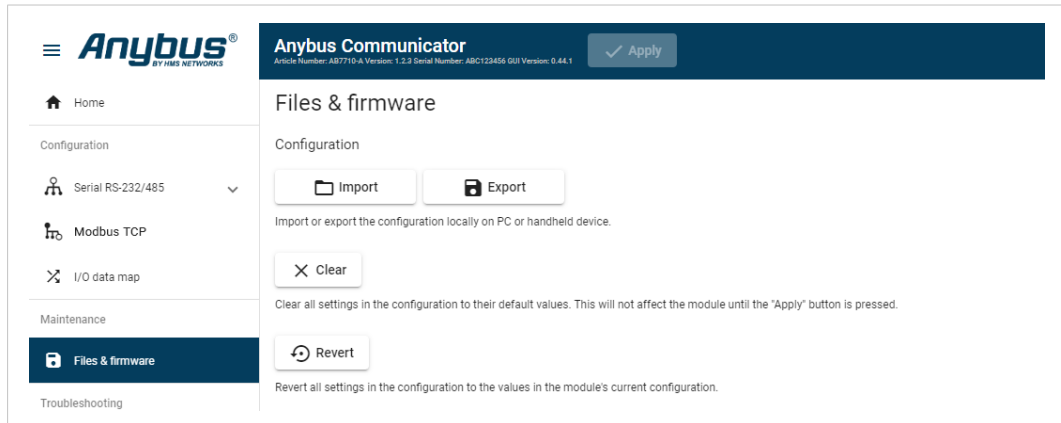 Anybus®
BY HMS NETWORKS
Anybus Communicator
Article Number: AB7710-A Version: 1.2.3 Serial Number: ABC123456 GUI Version: 0.44.1
Apply
Home
Configuration
Serial RS-232/485
Modbus TCP
I/O data map
Maintenance
Files & firmware
Troubleshooting
Files & firmware
Configuration
Import Export
Import or export the configuration locally on PC or handheld device.
Clear
Clear all settings in the configuration to their default values. This will not affect the module until the "Apply" button is pressed.
Revert
Revert all settings in the configuration to the values in the module's current configuration.